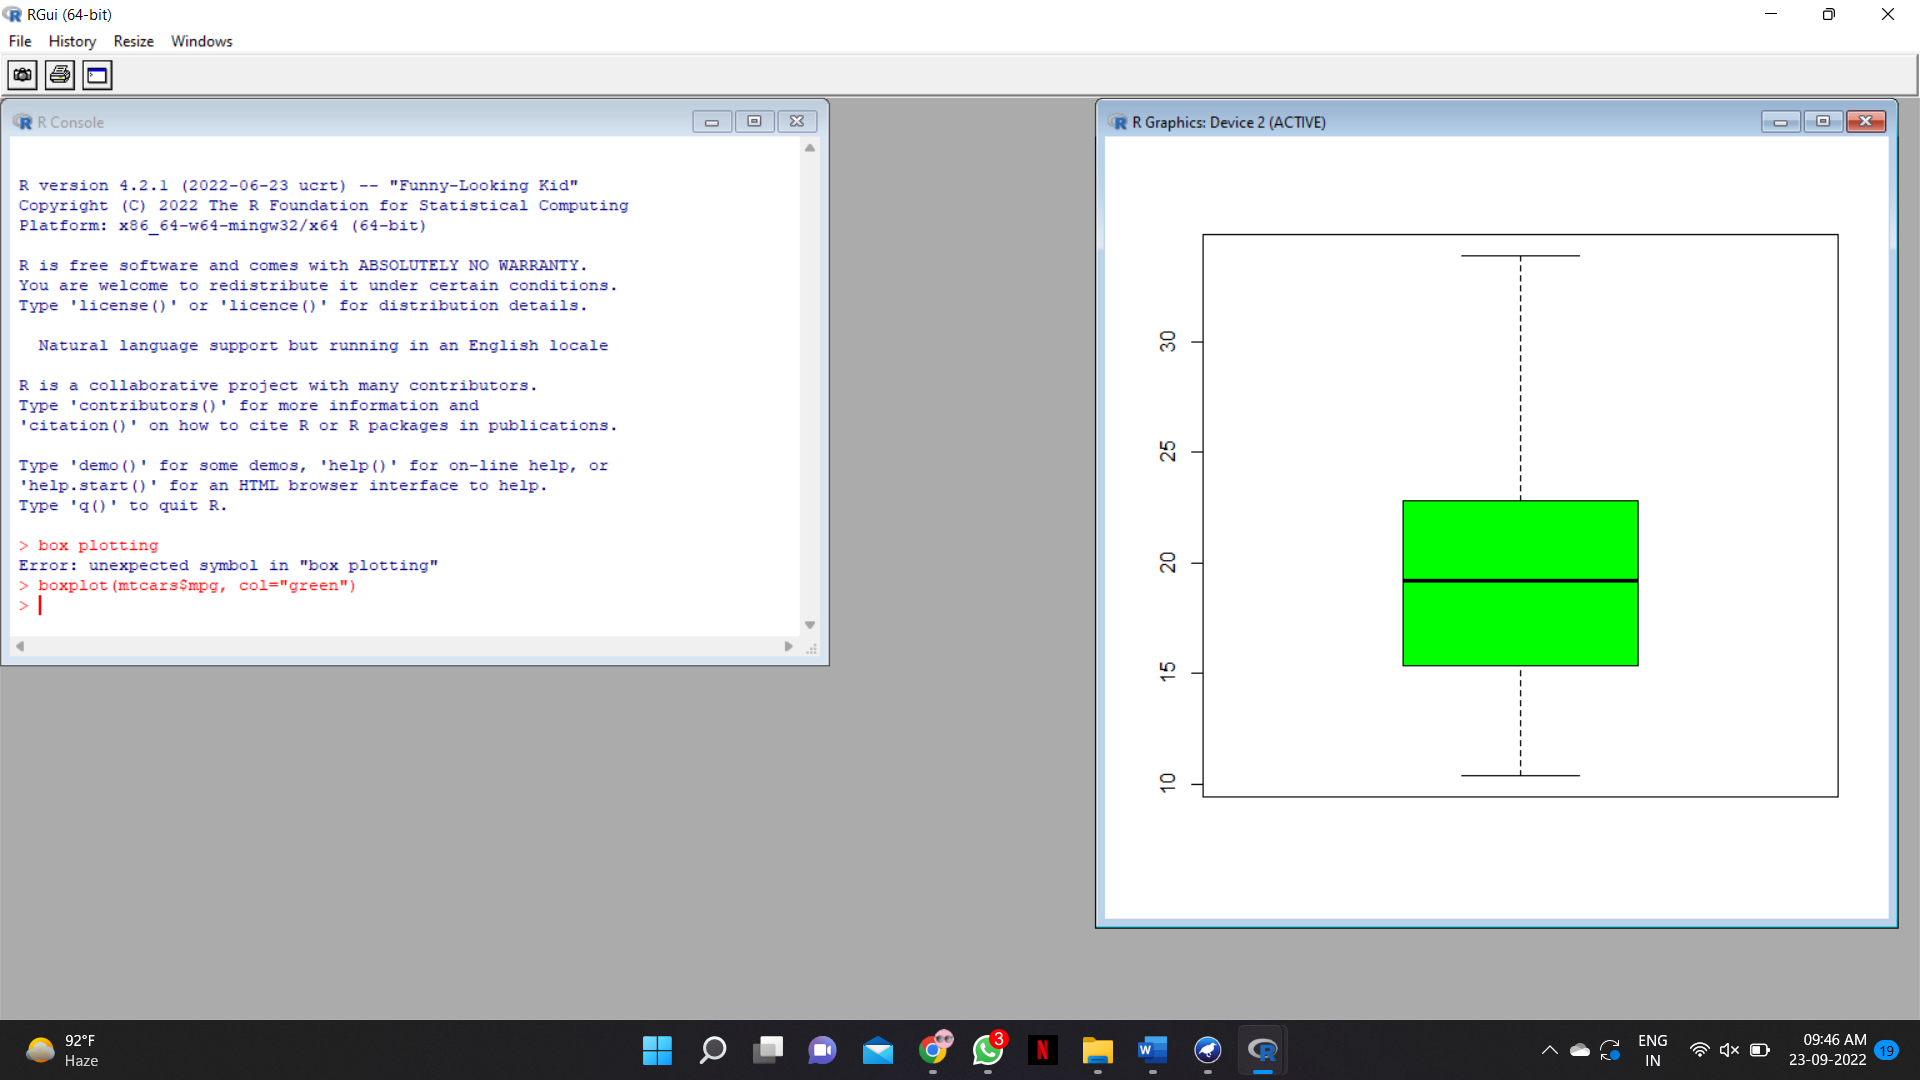 RGui (64-bit)
File History Resize Windows
R Console
R version 4.2.1 (2022-06-23 ucrt) -- "Funny-Looking Kid"
Copyright (C) 2022 The R Foundation for Statistical Computing
Platform: x86_64-w64-mingw32/x64 (64-bit)
R is free software and comes with ABSOLUTELY NO WARRANTY.
You are welcome to redistribute it under certain conditions.
Type 'license()' or 'licence()' for distribution details.
Natural language support but running in an English locale
R is a collaborative project with many contributors.
Type 'contributors()' for more information and
'citation()' on how to cite R or R packages in publications.
Type 'demo()' for some demos, 'help()' for on-line help, or
'help.start()' for an HTML browser interface to help.
Type 'q()' to quit R.
> box plotting
Error: unexpected symbol in "box plotting"
> boxplot(mtcars$mpg, col="green")
>
R Graphics: Device 2 (ACTIVE)
30
25
20
15
10
92°F
Haze
3
N
W
R
ENG
IN
09:46 AM
23-09-2022
19